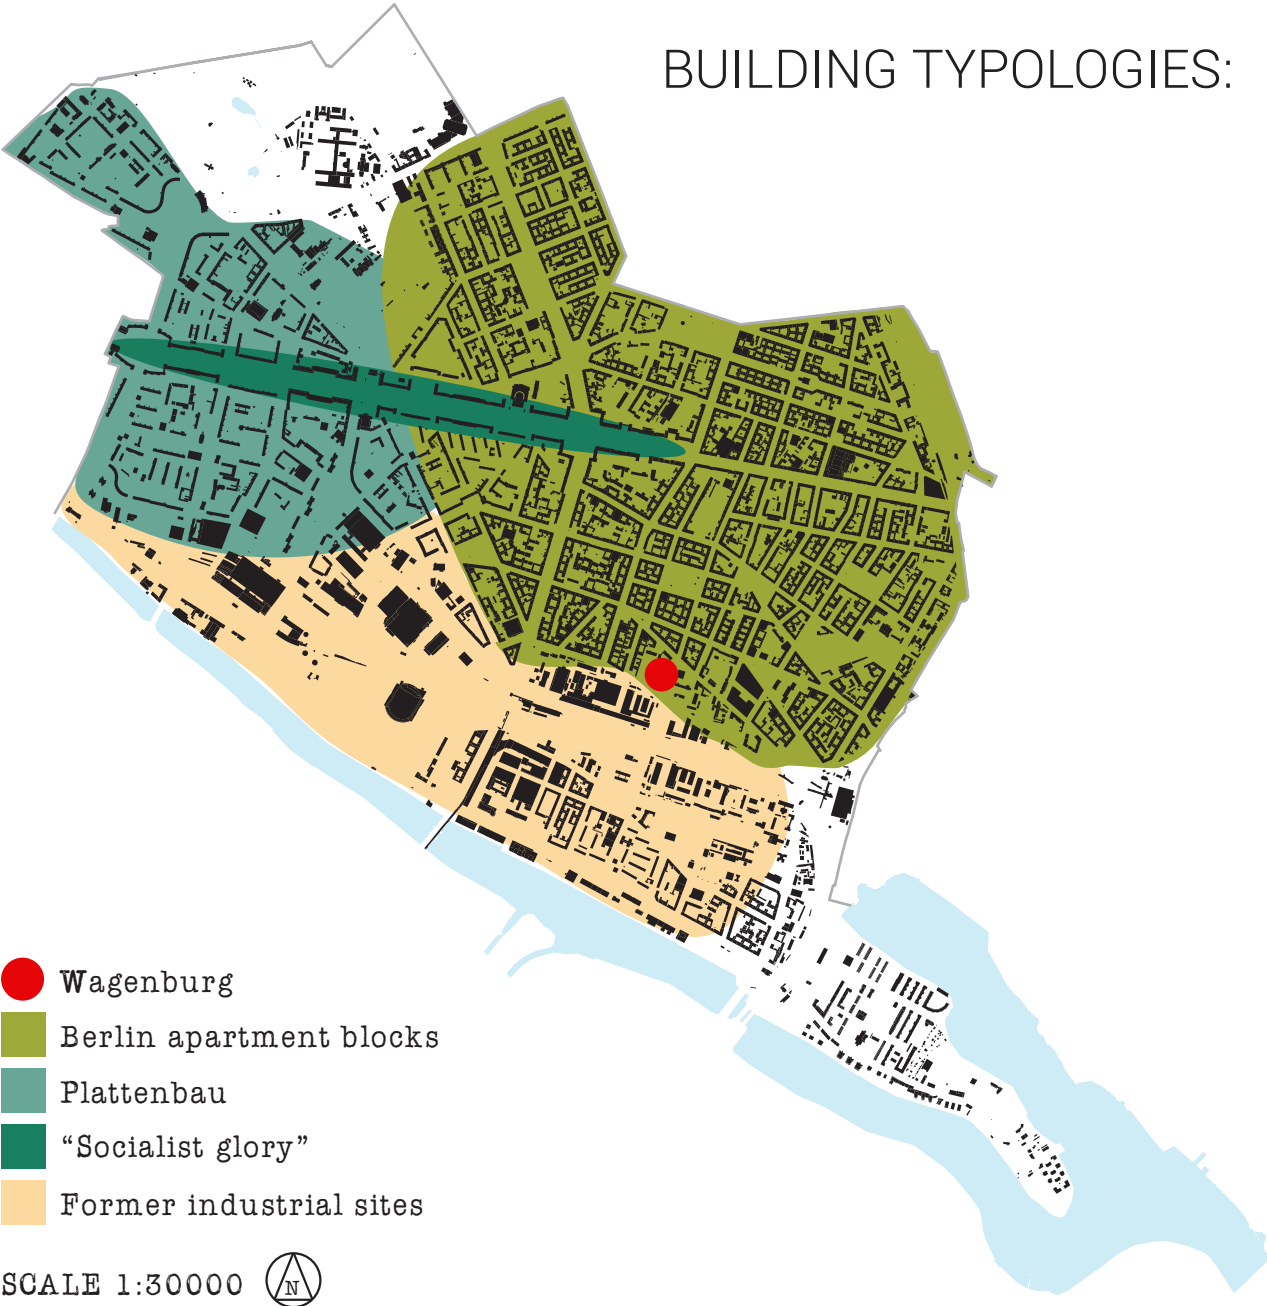 BUILDING TYPOLOGIES:
Wagenburg
Berlin apartment blocks
Plattenbau
“Socialist glory”
Former industrial sites
SCALE 1:30000
N